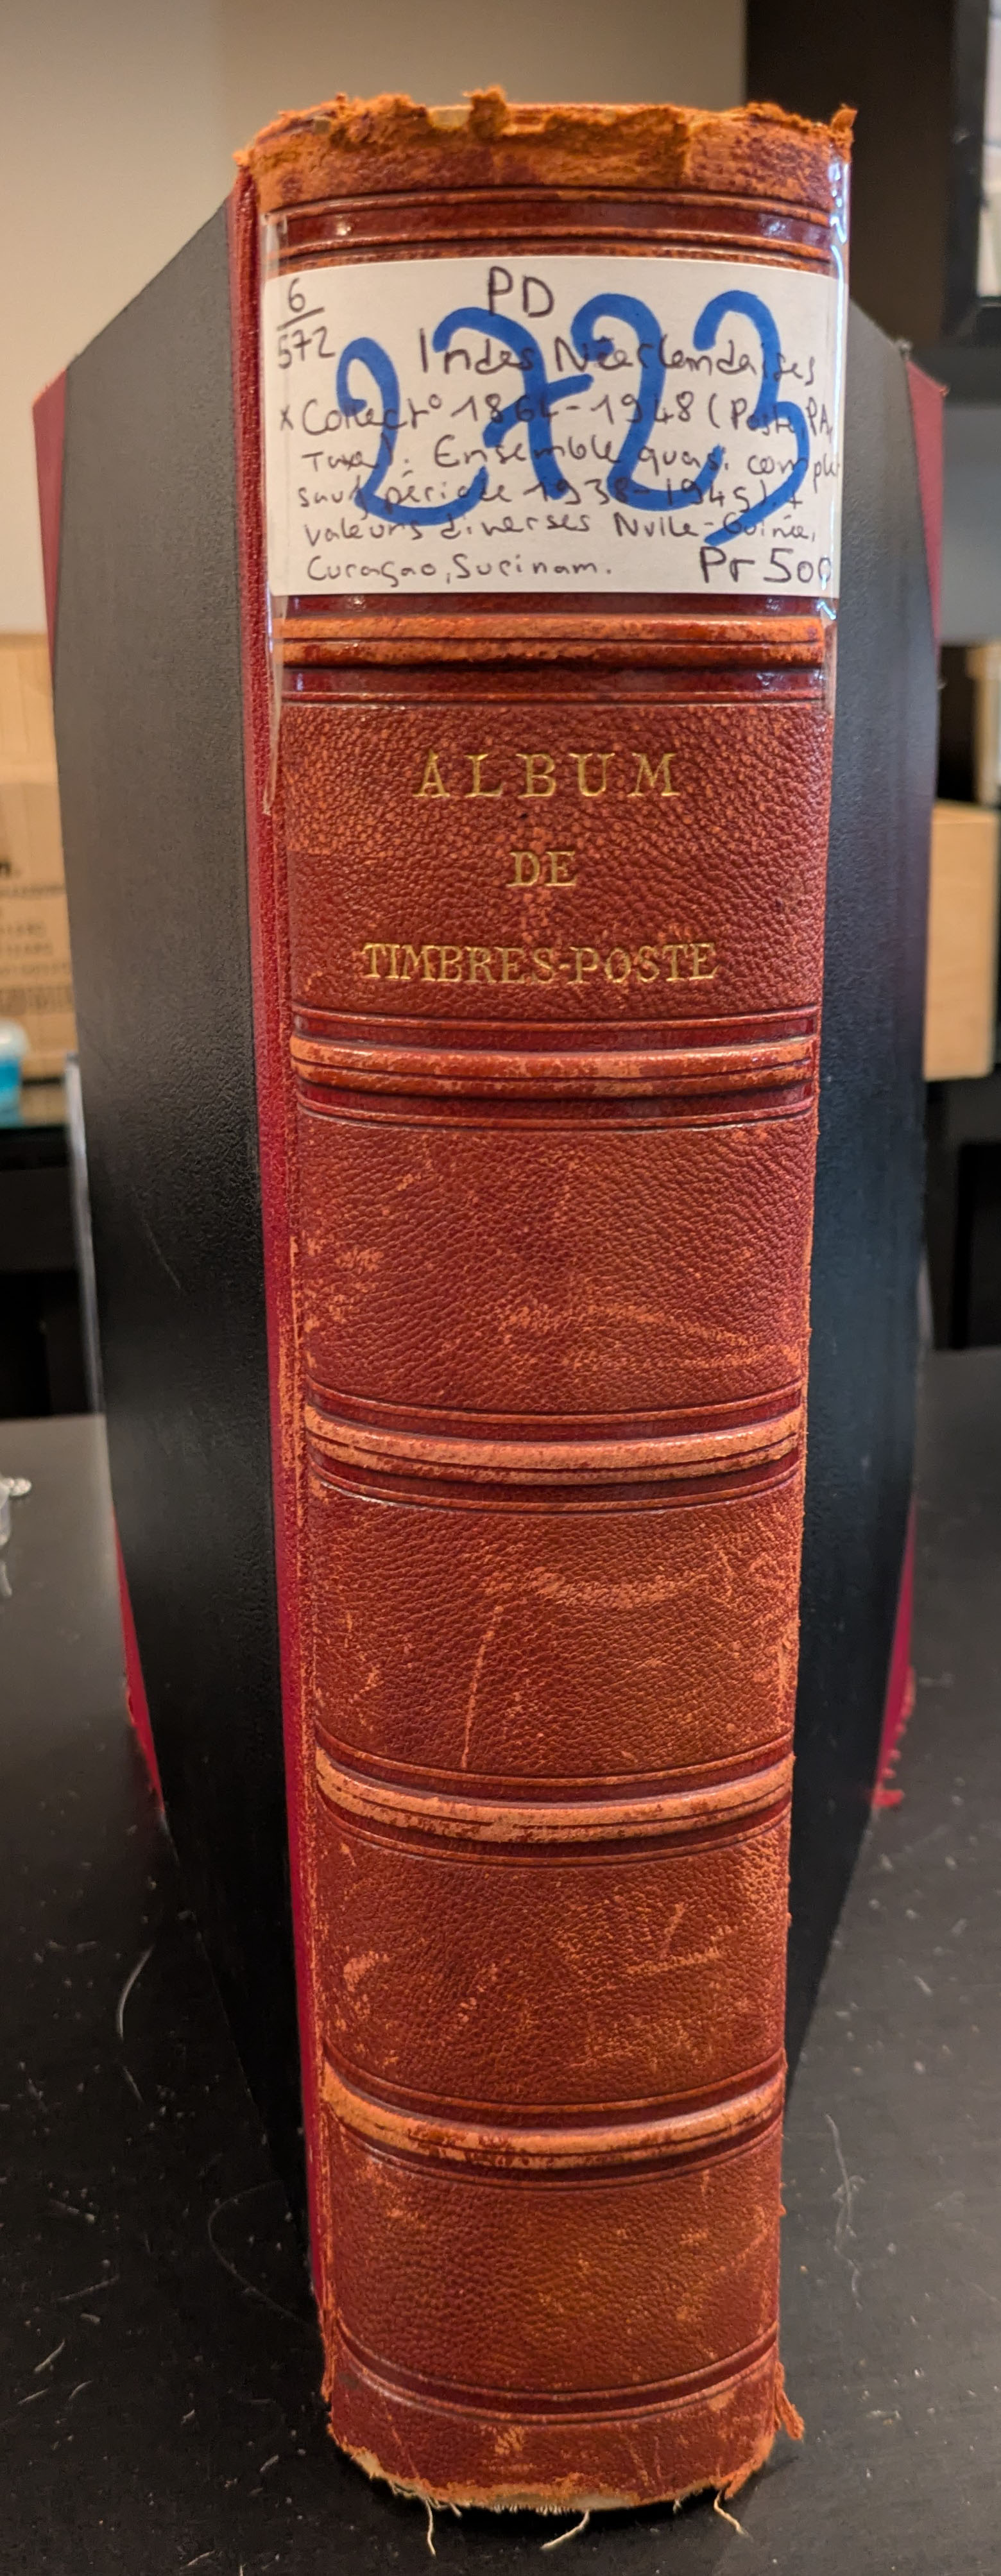 6
572
PD
2723
Indes Néerlandaises
x Collect° 1864-1948 (Poste, PA,
Taxe). Ensemble quasi complet
sauf période 1938-1945). +
valeurs diverses Nvlle-Guinée,
Curaçao, Surinam.
Pr 500
ALBUM
DE
TIMBRES-POSTE